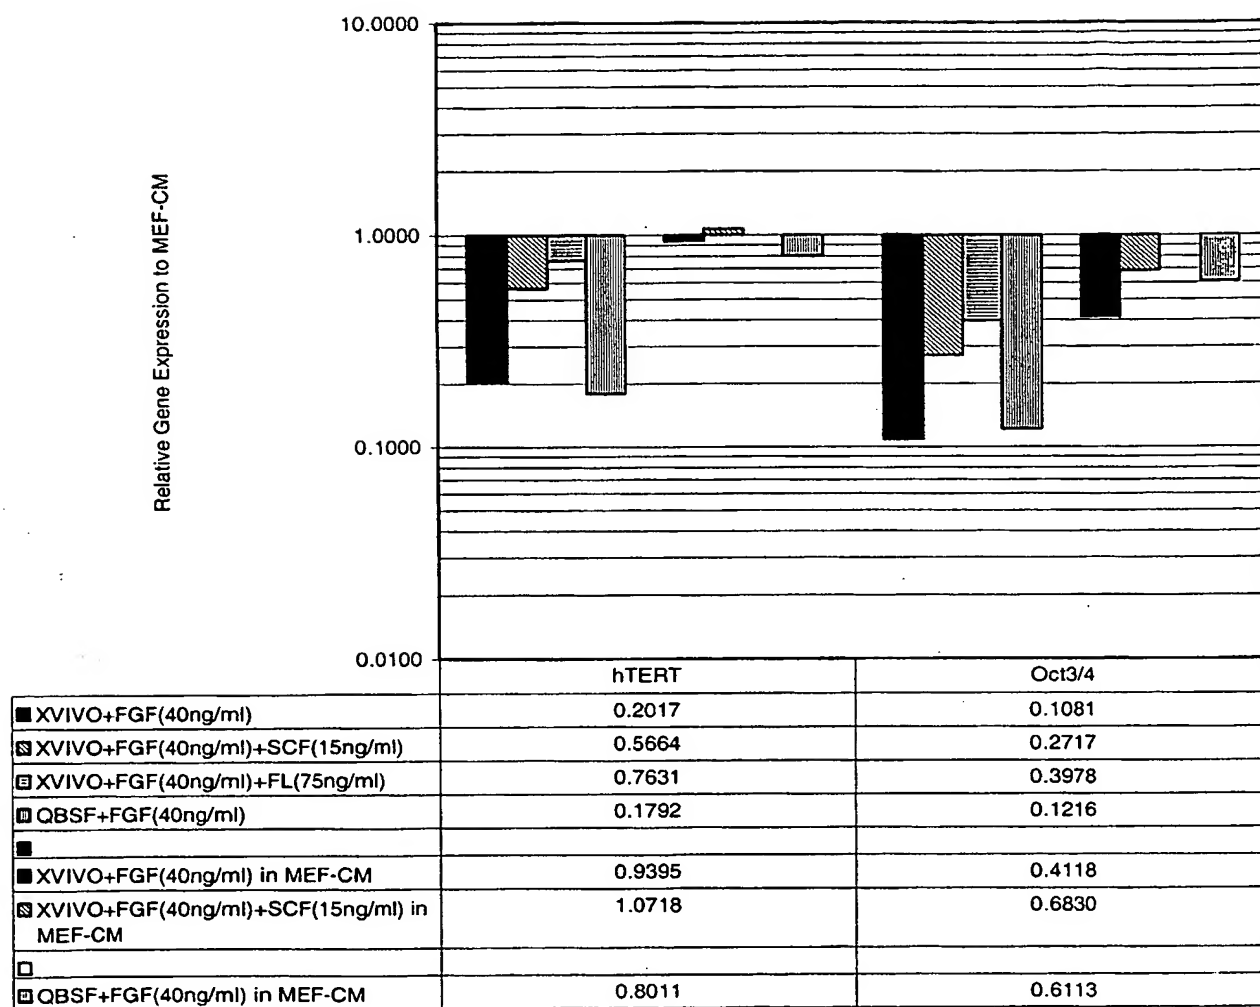 10.0000
Relative Gene Expression to MEF-CM
1.0000
0.1000
0.0100
hTERT Oct3/4
XVIVO+FGF(40ng/ml) 0.2017 0.1081
XVIVO+FGF(40ng/ml)+SCF(15ng/ml) 0.5664 0.2717
XVIVO+FGF(40ng/ml)+FL(75ng/ml) 0.7631 0.3978
QBSF+FGF(40ng/ml) 0.1792 0.1216
XVIVO+FGF(40ng/ml) in MEF-CM 0.9395 0.4118
XVIVO+FGF(40ng/ml)+SCF(15ng/ml) in 1.0718 0.6830
MEF-CM
QBSF+FGF(40ng/ml) in MEF-CM 0.8011 0.6113